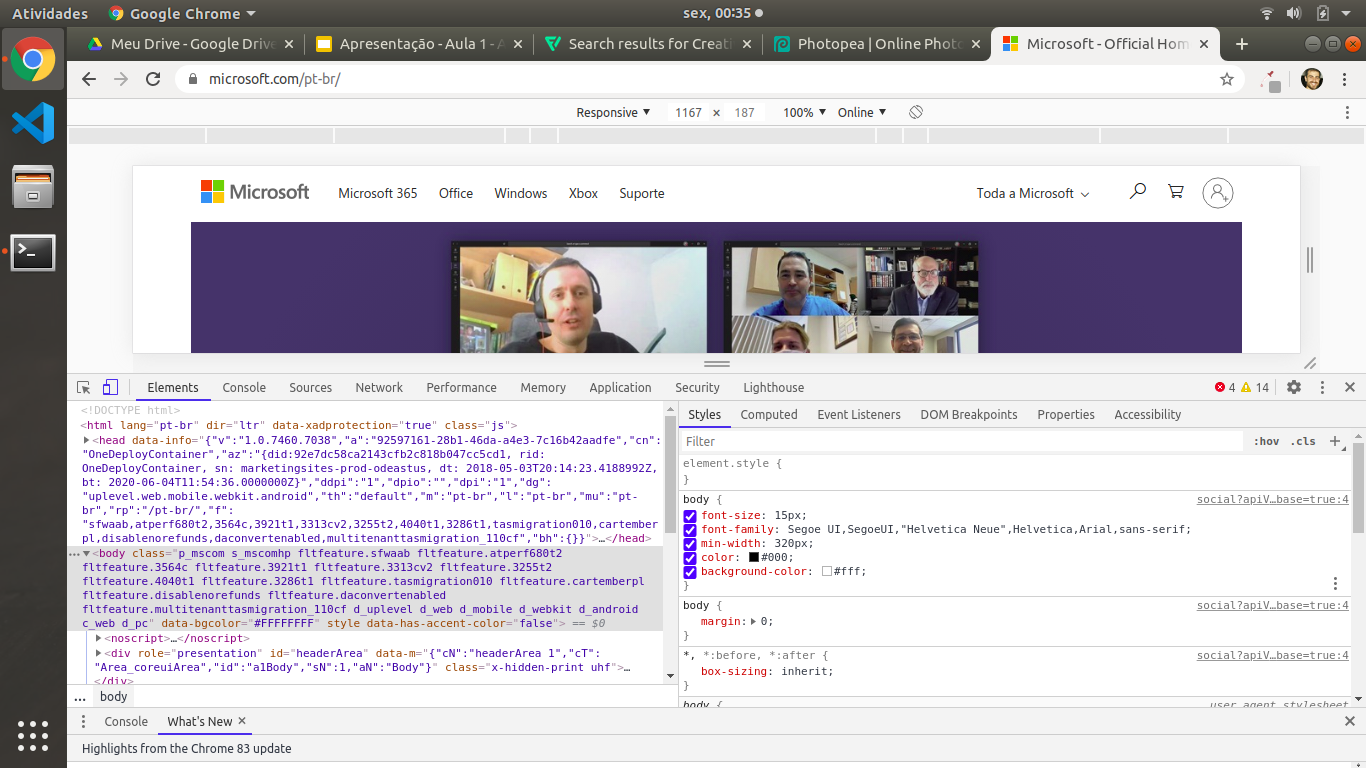 Atividades
Google Chrome
sex, 00:35
Meu Drive - Google Drive
Apresentação - Aula 1 - A
Search results for Creati
Photopea | Online Photo
Microsoft - Official Hom
microsoft.com/pt-br/
Responsive
1167 × 187
100%
Online
Microsoft
Microsoft 365
Office
Windows
Xbox
Suporte
Toda a Microsoft
Elements
Console
Sources
Network
Performance
Memory
Application
Security
Lighthouse
4
14
<!DOCTYPE html>
<html lang="pt-br" dir="ltr" data-xadprotection="true" class="js">
<head data-info="{"v":"1.0.7460.7038","a":"92597161-28b1-46da-a4e3-7c16b42aadfe","cn":
"OneDeployContainer","az":"{did:92e7dc58ca2143cfb2c818b047cc5cd1, rid:
OneDeployContainer, sn: marketingsites-prod-odeastus, dt: 2018-05-03T20:14:23.4188992Z,
bt: 2020-06-04T11:54:36.0000000Z}","ddpi":"1","dpio":"","dpi":"1","dg":
"uplevel.web.mobile.webkit.android","th":"default","m":"pt-br","l":"pt-br","mu":"pt-
br","rp":"/pt-br/","f":
"sfwaab,atperf680t2,3564c,3921t1,3313cv2,3255t2,4040t1,3286t1,tasmigration010,cartember
pl,disablenorefunds,daconvertenabled,multitenanttasmigration_110cf","bh":{}}">…</head>
<body class="p_mscom s_mscomhp fltfeature.sfwaab fltfeature.atperf680t2
fltfeature.3564c fltfeature.3921t1 fltfeature.3313cv2 fltfeature.3255t2
fltfeature.4040t1 fltfeature.3286t1 fltfeature.tasmigration010 fltfeature.cartemberpl
fltfeature.disablenorefunds fltfeature.daconvertenabled
fltfeature.multitenanttasmigration_110cf d_uplevel d_web d_mobile d_webkit d_android
c_web d_pc" data-bgcolor="#FFFFFFFF" style data-has-accent-color="false"> == $0
<noscript>…</noscript>
<div role="presentation" id="headerArea" data-m="{"cN":"headerArea 1","cT":
"Area_coreuiArea","id":"a1Body","sN":1,"aN":"Body"}" class="x-hidden-print uhf">…
</div>
... body
Styles
Computed
Event Listeners
DOM Breakpoints
Properties
Accessibility
Filter
:hov .cls +
element.style {
}
body {
social?apiV…base=true:4
font-size: 15px;
font-family: Segoe UI,SegoeUI,"Helvetica Neue",Helvetica,Arial,sans-serif;
min-width: 320px;
color: #000;
background-color: #fff;
}
body {
social?apiV…base=true:4
margin: 0;
}
*, *:before, *:after {
social?apiV…base=true:4
box-sizing: inherit;
}
body {
user agent stylesheet
Console
What's New
Highlights from the Chrome 83 update